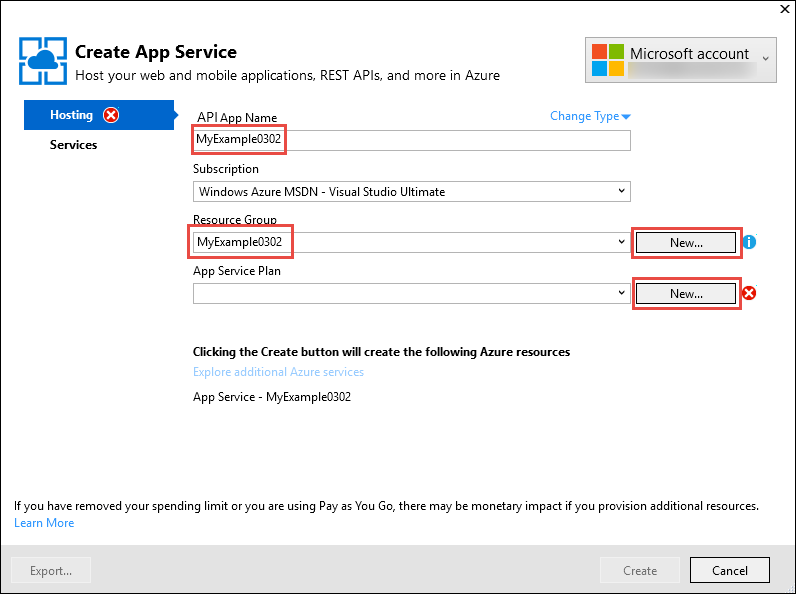 Create App Service
Host your web and mobile applications, REST APIs, and more in Azure
Microsoft account
Hosting
Services
API App Name
Change Type
MyExample0302
Subscription
Windows Azure MSDN - Visual Studio Ultimate
Resource Group
MyExample0302
New...
App Service Plan
New...
Clicking the Create button will create the following Azure resources
Explore additional Azure services
App Service - MyExample0302
If you have removed your spending limit or you are using Pay as You Go, there may be monetary impact if you provision additional resources.
Learn More
Export...
Create
Cancel